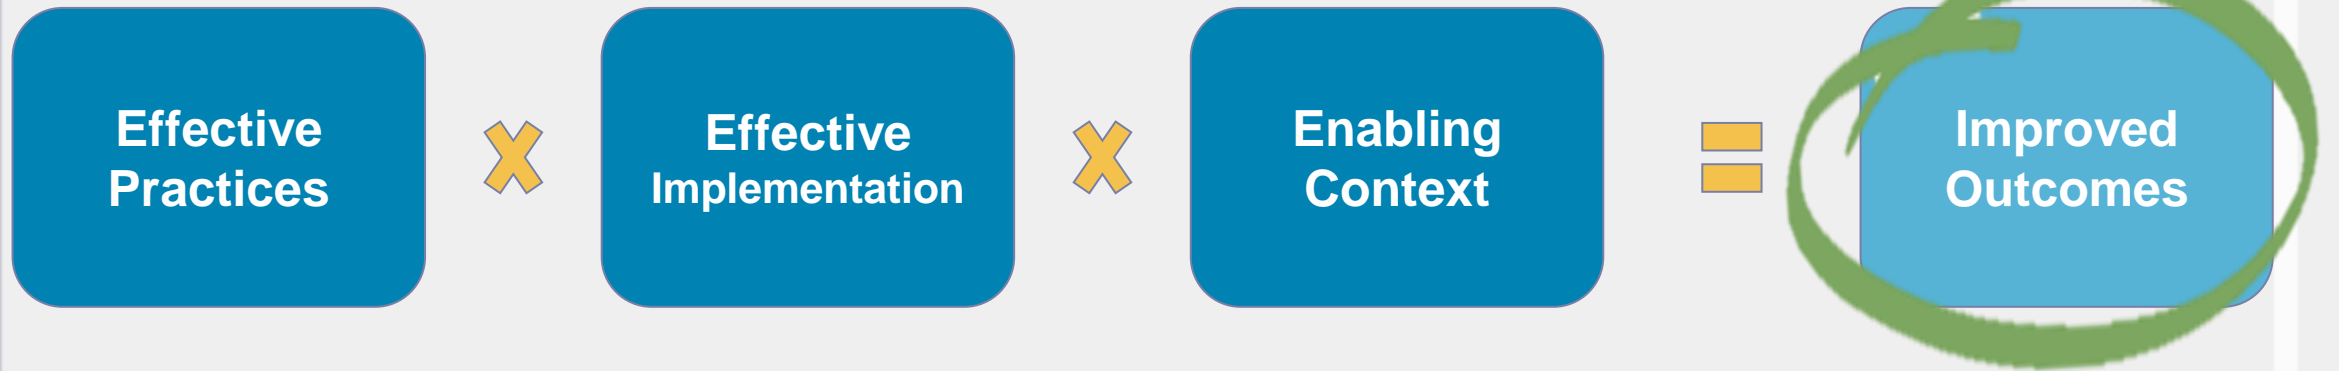 Effective
Practices
Effective
Implementation
Enabling
Context
Improved
Outcomes